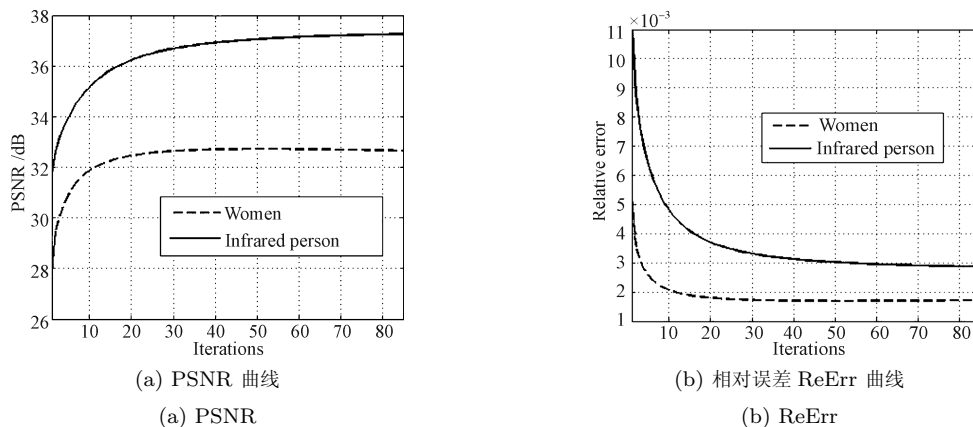 38
36
34
32
30
28
26
PSNR /dB
Women
Infrared person
10 20 30 40 50 60 70 80
Iterations
(a) PSNR 曲线
(a) PSNR
×10⁻³
11
10
9
8
7
6
5
4
3
2
1
Relative error
Women
Infrared person
10 20 30 40 50 60 70 80
Iterations
(b) 相对误差 ReErr 曲线
(b) ReErr